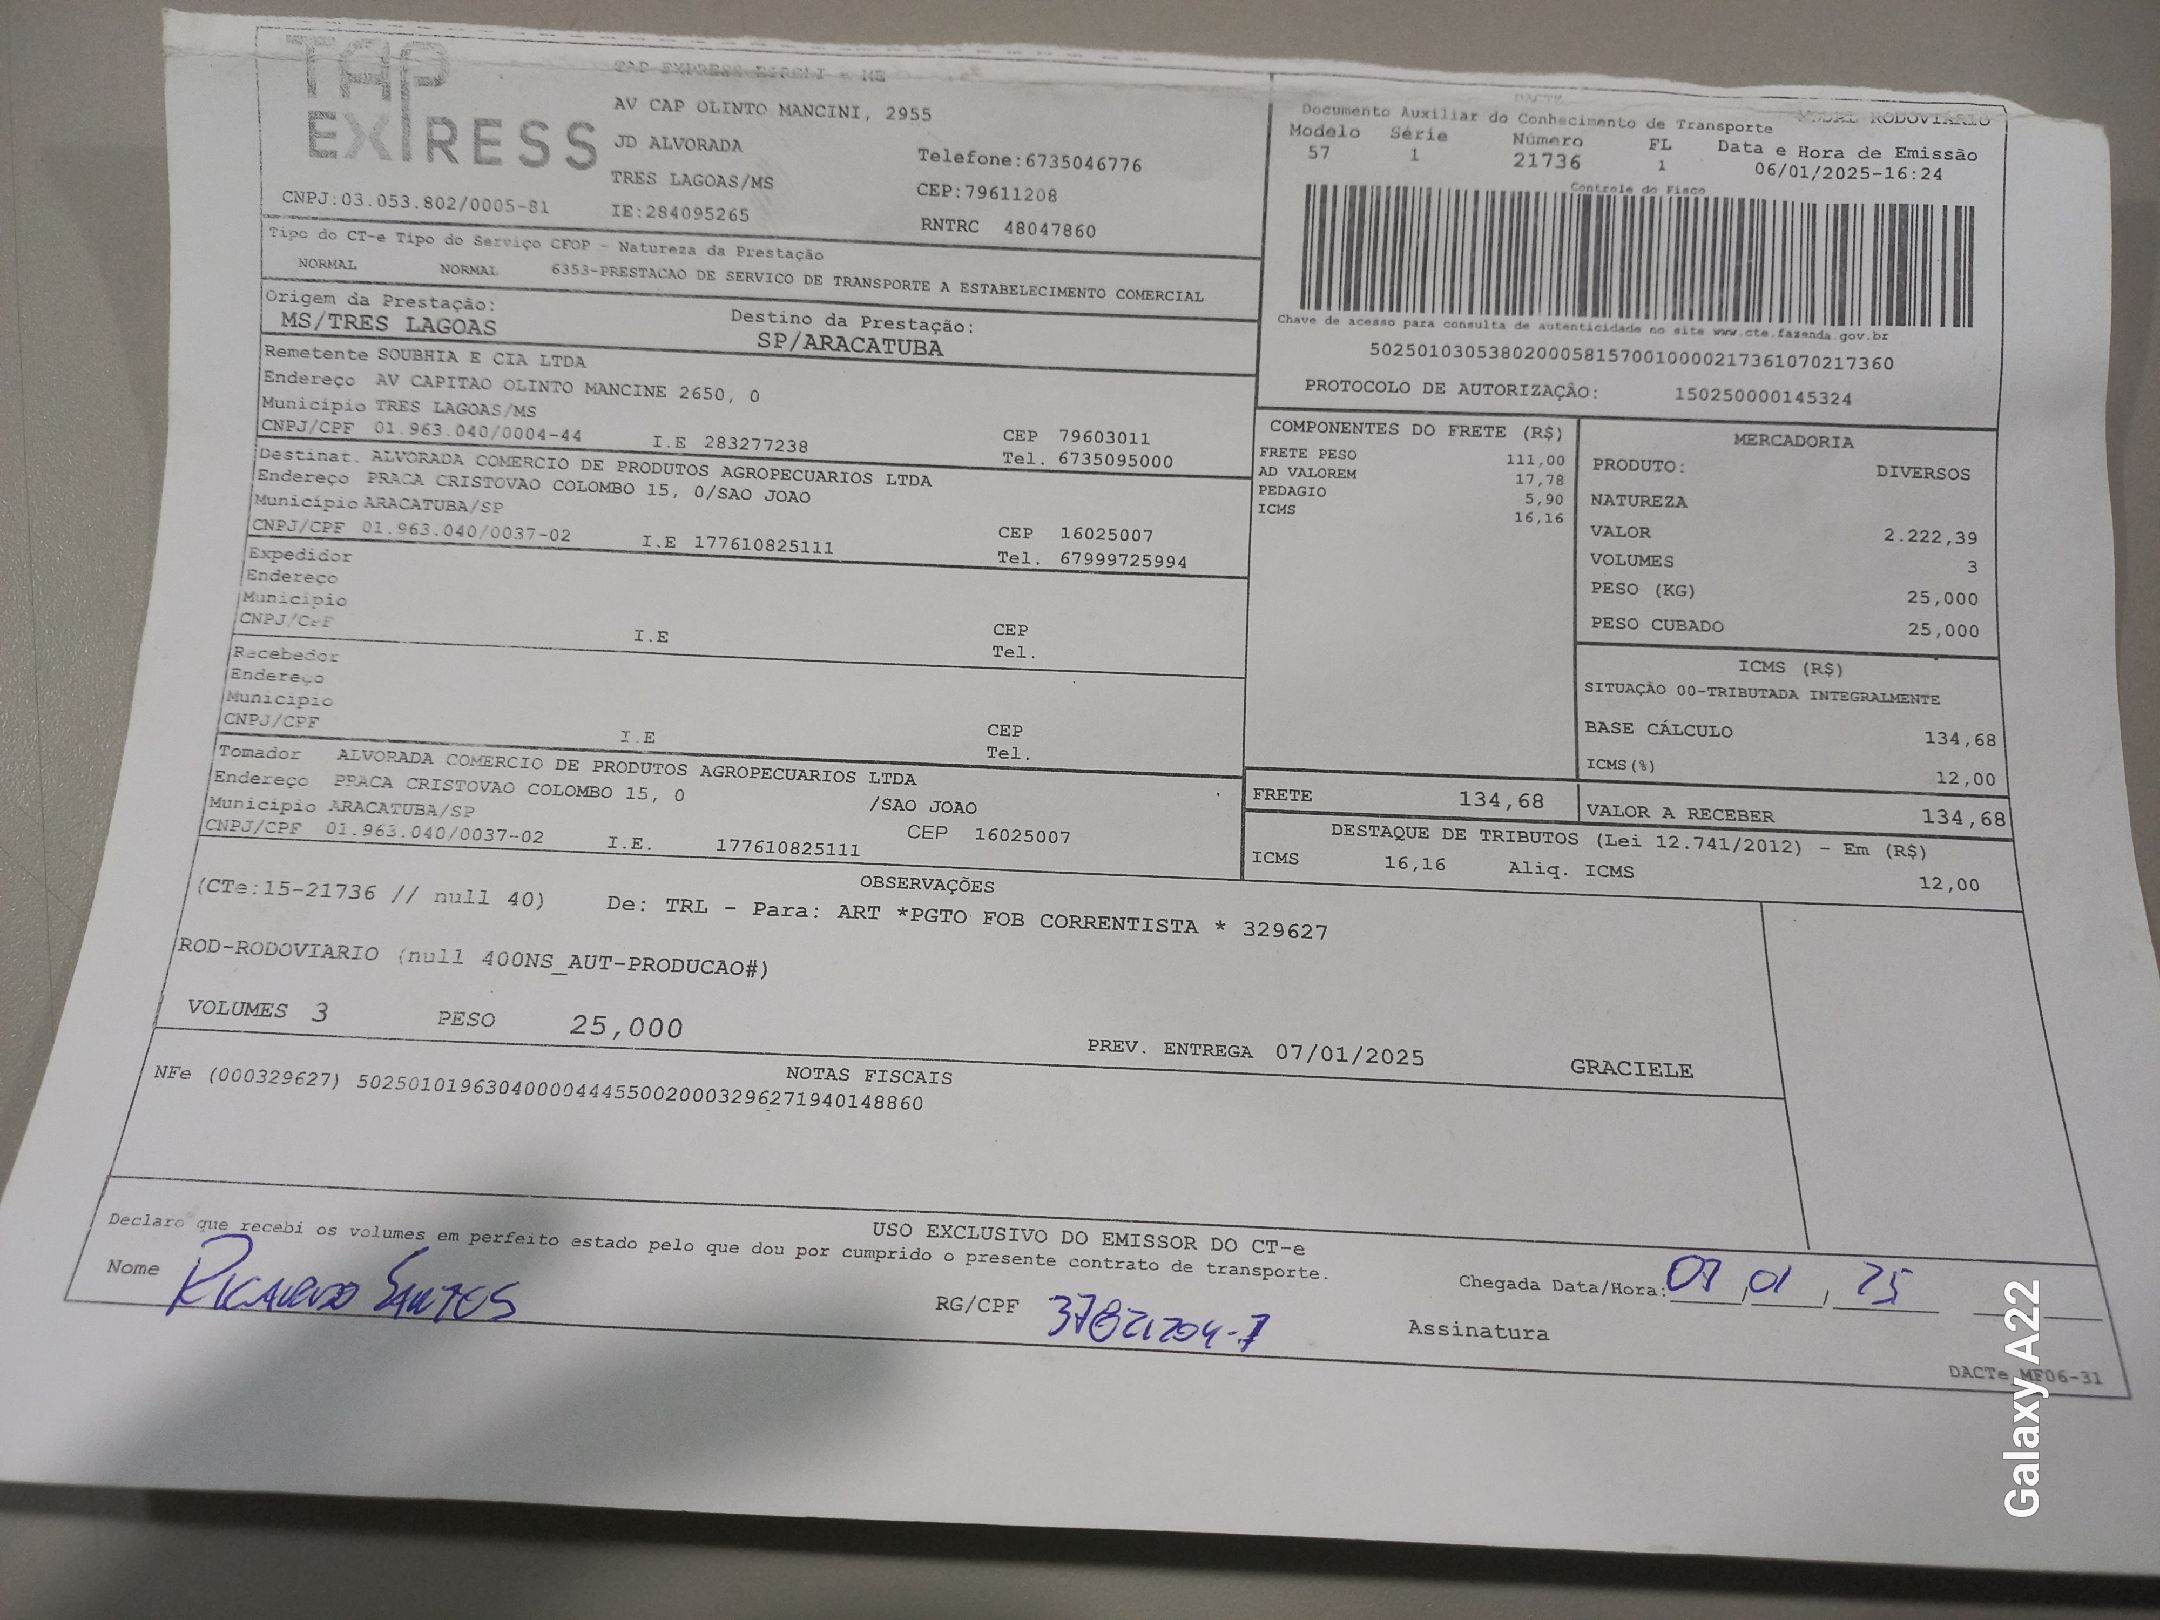 TAP
EXPRESS
TAP EXPRESS EIRELI - ME
AV CAP OLINTO MANCINI, 2955
JD ALVORADA
Telefone:6735046776
TRES LAGOAS/MS
CEP:79611208
CNPJ:03.053.802/0005-81
IE:284095265
RNTRC 48047860
DACTE
MODAL RODOVIÁRIO
Documento Auxiliar do Conhecimento de Transporte
Modelo Série Número FL Data e Hora de Emissão
57 1 21736 1 06/01/2025-16:24
Controle do Fisco
Chave de acesso para consulta de autenticidade no site www.cte.fazenda.gov.br
50250103053802000581570010000217361070217360
PROTOCOLO DE AUTORIZAÇÃO: 150250000145324
Tipo do CT-e Tipo do Serviço CFOP - Natureza da Prestação
NORMAL NORMAL 6353-PRESTACAO DE SERVICO DE TRANSPORTE A ESTABELECIMENTO COMERCIAL
Origem da Prestação:
MS/TRES LAGOAS
Destino da Prestação:
SP/ARACATUBA
Remetente SOUBHIA E CIA LTDA
Endereço AV CAPITAO OLINTO MANCINE 2650, 0
Município TRES LAGOAS/MS
CEP 79603011
CNPJ/CPF 01.963.040/0004-44 I.E 283277238 Tel. 6735095000
Destinat. ALVORADA COMERCIO DE PRODUTOS AGROPECUARIOS LTDA
Endereço PRACA CRISTOVAO COLOMBO 15, 0/SAO JOAO
Município ARACATUBA/SP
CEP 16025007
CNPJ/CPF 01.963.040/0037-02 I.E 177610825111 Tel. 67999725994
Expedidor
Endereço
Município
CEP
CNPJ/CPF I.E Tel.
Recebedor
Endereço
Município
CEP
CNPJ/CPF I.E Tel.
Tomador ALVORADA COMERCIO DE PRODUTOS AGROPECUARIOS LTDA
Endereço PRACA CRISTOVAO COLOMBO 15, 0 /SAO JOAO
Município ARACATUBA/SP CEP 16025007
CNPJ/CPF 01.963.040/0037-02 I.E. 177610825111
COMPONENTES DO FRETE (R$)
FRETE PESO 111,00
AD VALOREM 17,78
PEDAGIO 5,90
ICMS 16,16
MERCADORIA
PRODUTO: DIVERSOS
NATUREZA
VALOR 2.222,39
VOLUMES 3
PESO (KG) 25,000
PESO CUBADO 25,000
ICMS (R$)
SITUAÇÃO 00-TRIBUTADA INTEGRALMENTE
BASE CÁLCULO 134,68
ICMS(%) 12,00
FRETE 134,68 VALOR A RECEBER 134,68
DESTAQUE DE TRIBUTOS (Lei 12.741/2012) - Em (R$)
ICMS 16,16 Aliq. ICMS 12,00
OBSERVAÇÕES
(CTe:15-21736 // null 40) De: TRL - Para: ART *PGTO FOB CORRENTISTA * 329627
ROD-RODOVIARIO (null 400NS_AUT-PRODUCAO#)
VOLUMES 3 PESO 25,000 PREV. ENTREGA 07/01/2025 GRACIELE
NOTAS FISCAIS
NFe (000329627) 50250101963040000444550020003296271940148860
USO EXCLUSIVO DO EMISSOR DO CT-e
Declaro que recebi os volumes em perfeito estado pelo que dou por cumprido o presente contrato de transporte.
Nome RICARDO SANTOS RG/CPF 37821204-7 Chegada Data/Hora: 07 01 25
Assinatura
DACTe MF06-31
Galaxy A22